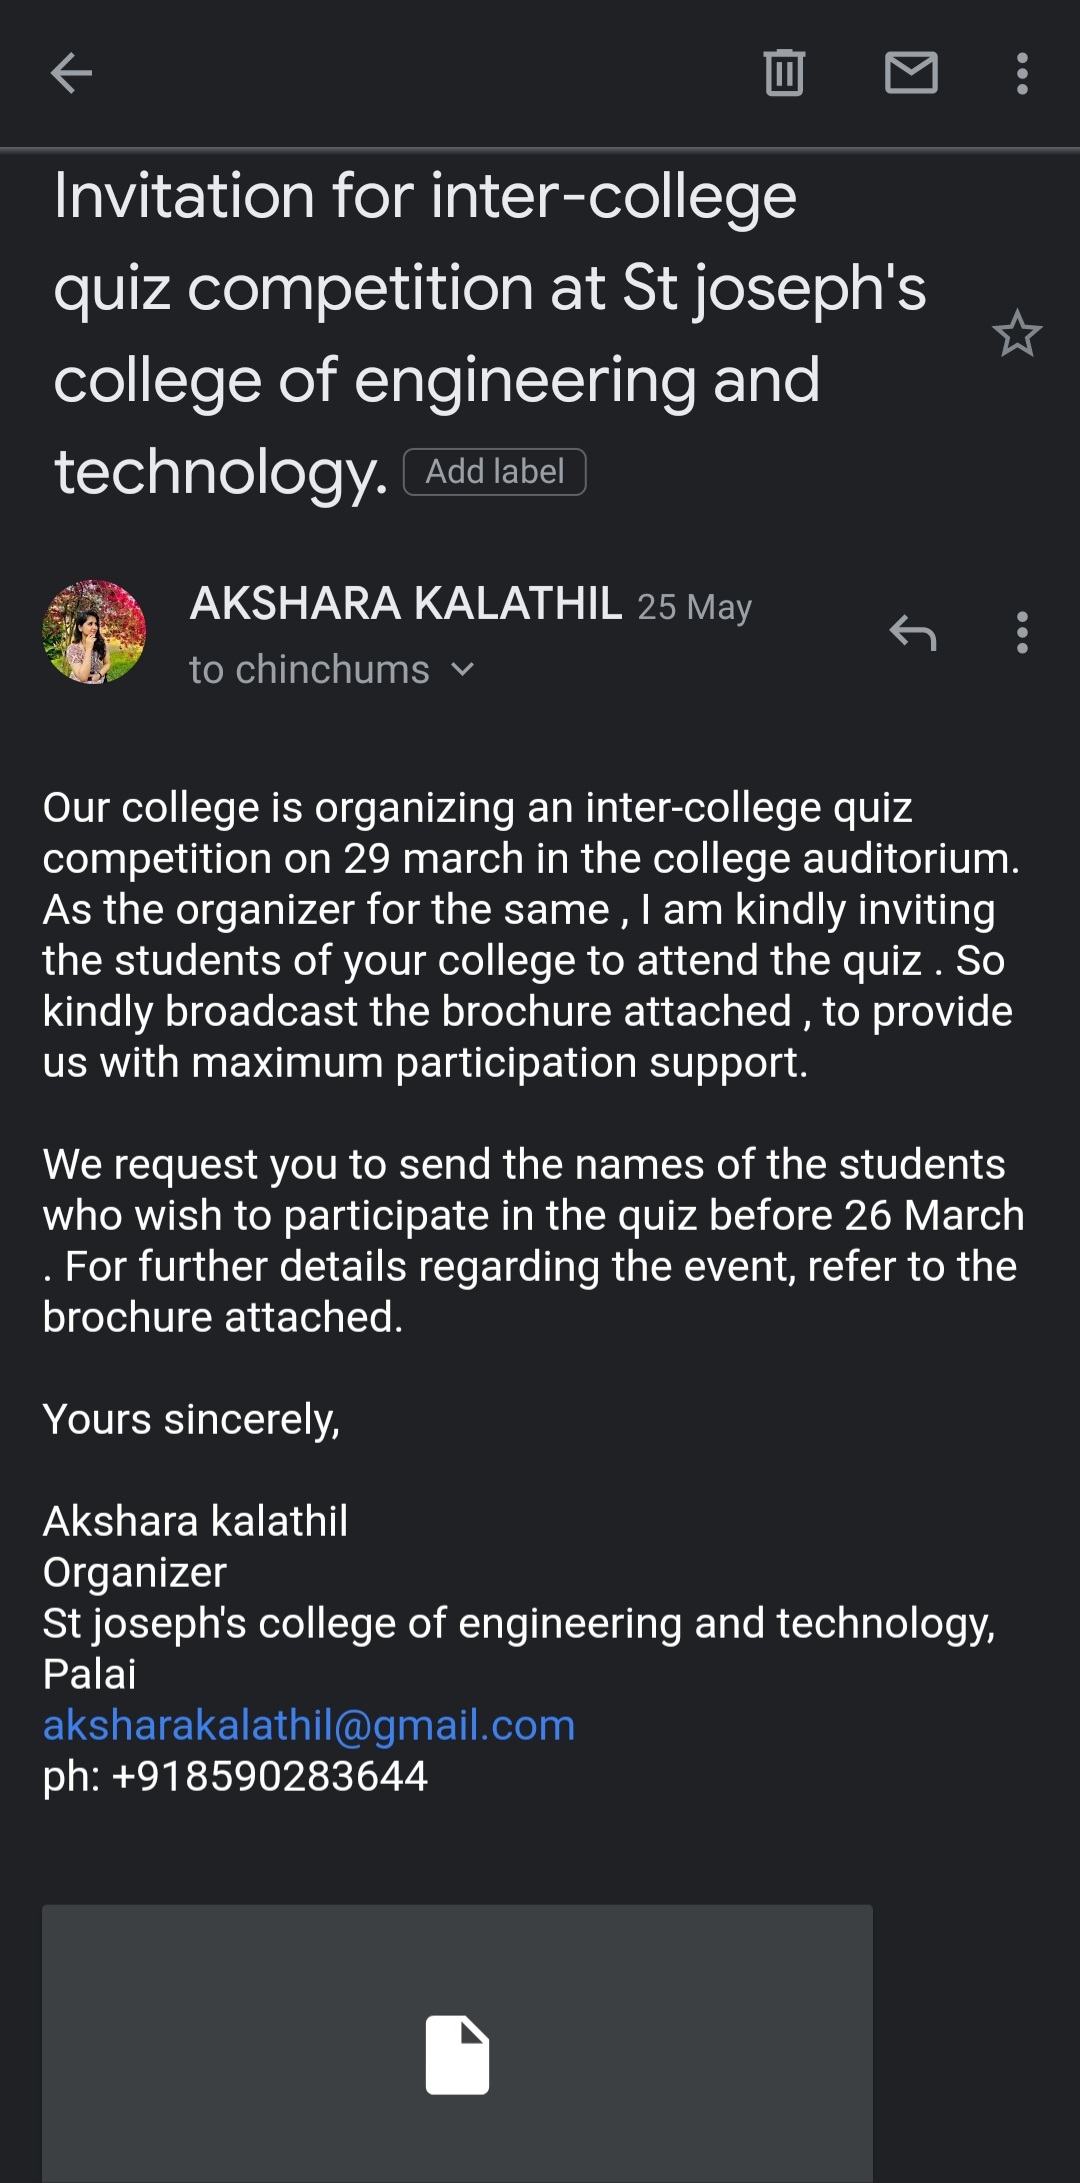 Invitation for inter-college
quiz competition at St joseph's
college of engineering and
technology. Add label
AKSHARA KALATHIL 25 May
to chinchums
Our college is organizing an inter-college quiz
competition on 29 march in the college auditorium.
As the organizer for the same , I am kindly inviting
the students of your college to attend the quiz . So
kindly broadcast the brochure attached , to provide
us with maximum participation support.
We request you to send the names of the students
who wish to participate in the quiz before 26 March
. For further details regarding the event, refer to the
brochure attached.
Yours sincerely,
Akshara kalathil
Organizer
St joseph's college of engineering and technology,
Palai
aksharakalathil@gmail.com
ph: +918590283644